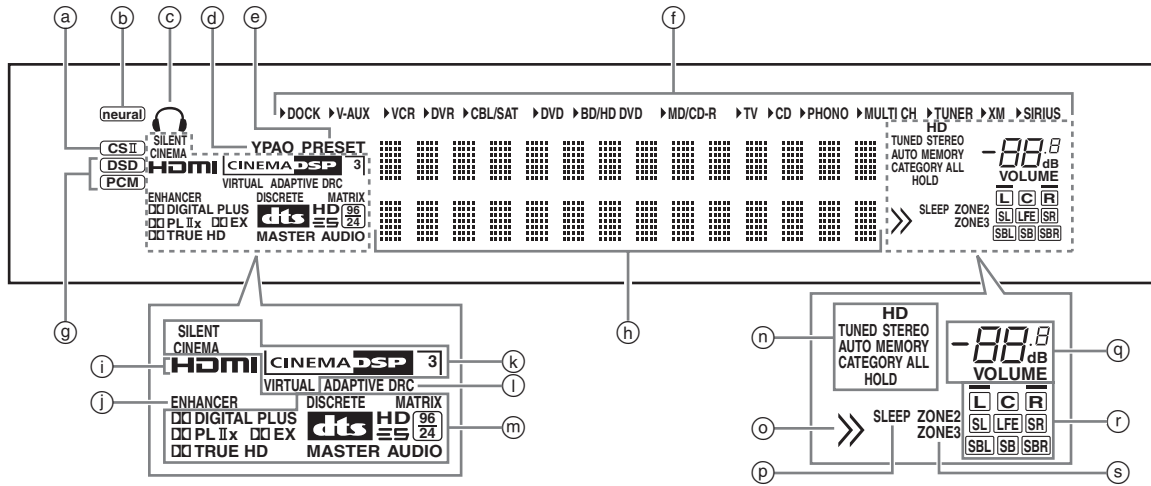 a b c d e f
▶DOCK ▶V-AUX ▶VCR ▶DVR ▶CBL/SAT ▶DVD ▶BD/HD DVD ▶MD/CD-R ▶TV ▶CD ▶PHONO ▶MULTI CH ▶TUNER ▶XM ▶SIRIUS
neural
SILENT
CINEMA
YPAO PRESET
CSII
DSD
PCM
HDMI CINEMA DSP 3
VIRTUAL ADAPTIVE DRC
ENHANCER DISCRETE MATRIX
DIGITAL PLUS dts HD 96
PL IIx EX ES 24
TRUE HD MASTER AUDIO
HD
TUNED STEREO
AUTO MEMORY
CATEGORY ALL
HOLD
-88.8
dB
VOLUME
L C R
SLEEP ZONE2 SL LFE SR
ZONE3 SBL SB SBR
g h
SILENT
CINEMA
i HDMI CINEMA DSP 3 k
VIRTUAL ADAPTIVE DRC l
j ENHANCER DISCRETE MATRIX
DIGITAL PLUS dts HD 96
PL IIx EX ES 24 m
TRUE HD MASTER AUDIO
n HD
TUNED STEREO
AUTO MEMORY
CATEGORY ALL
HOLD
-88.8 q
dB
VOLUME
L C R
o SLEEP ZONE2 SL LFE SR r
ZONE3 SBL SB SBR
p s